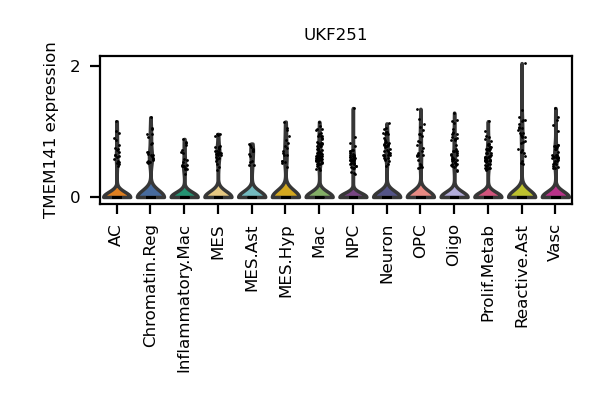 UKF251
TMEM141 expression
2
0
AC
Chromatin.Reg
Inflammatory.Mac
MES
MES.Ast
MES.Hyp
Mac
NPC
Neuron
OPC
Oligo
Prolif.Metab
Reactive.Ast
Vasc